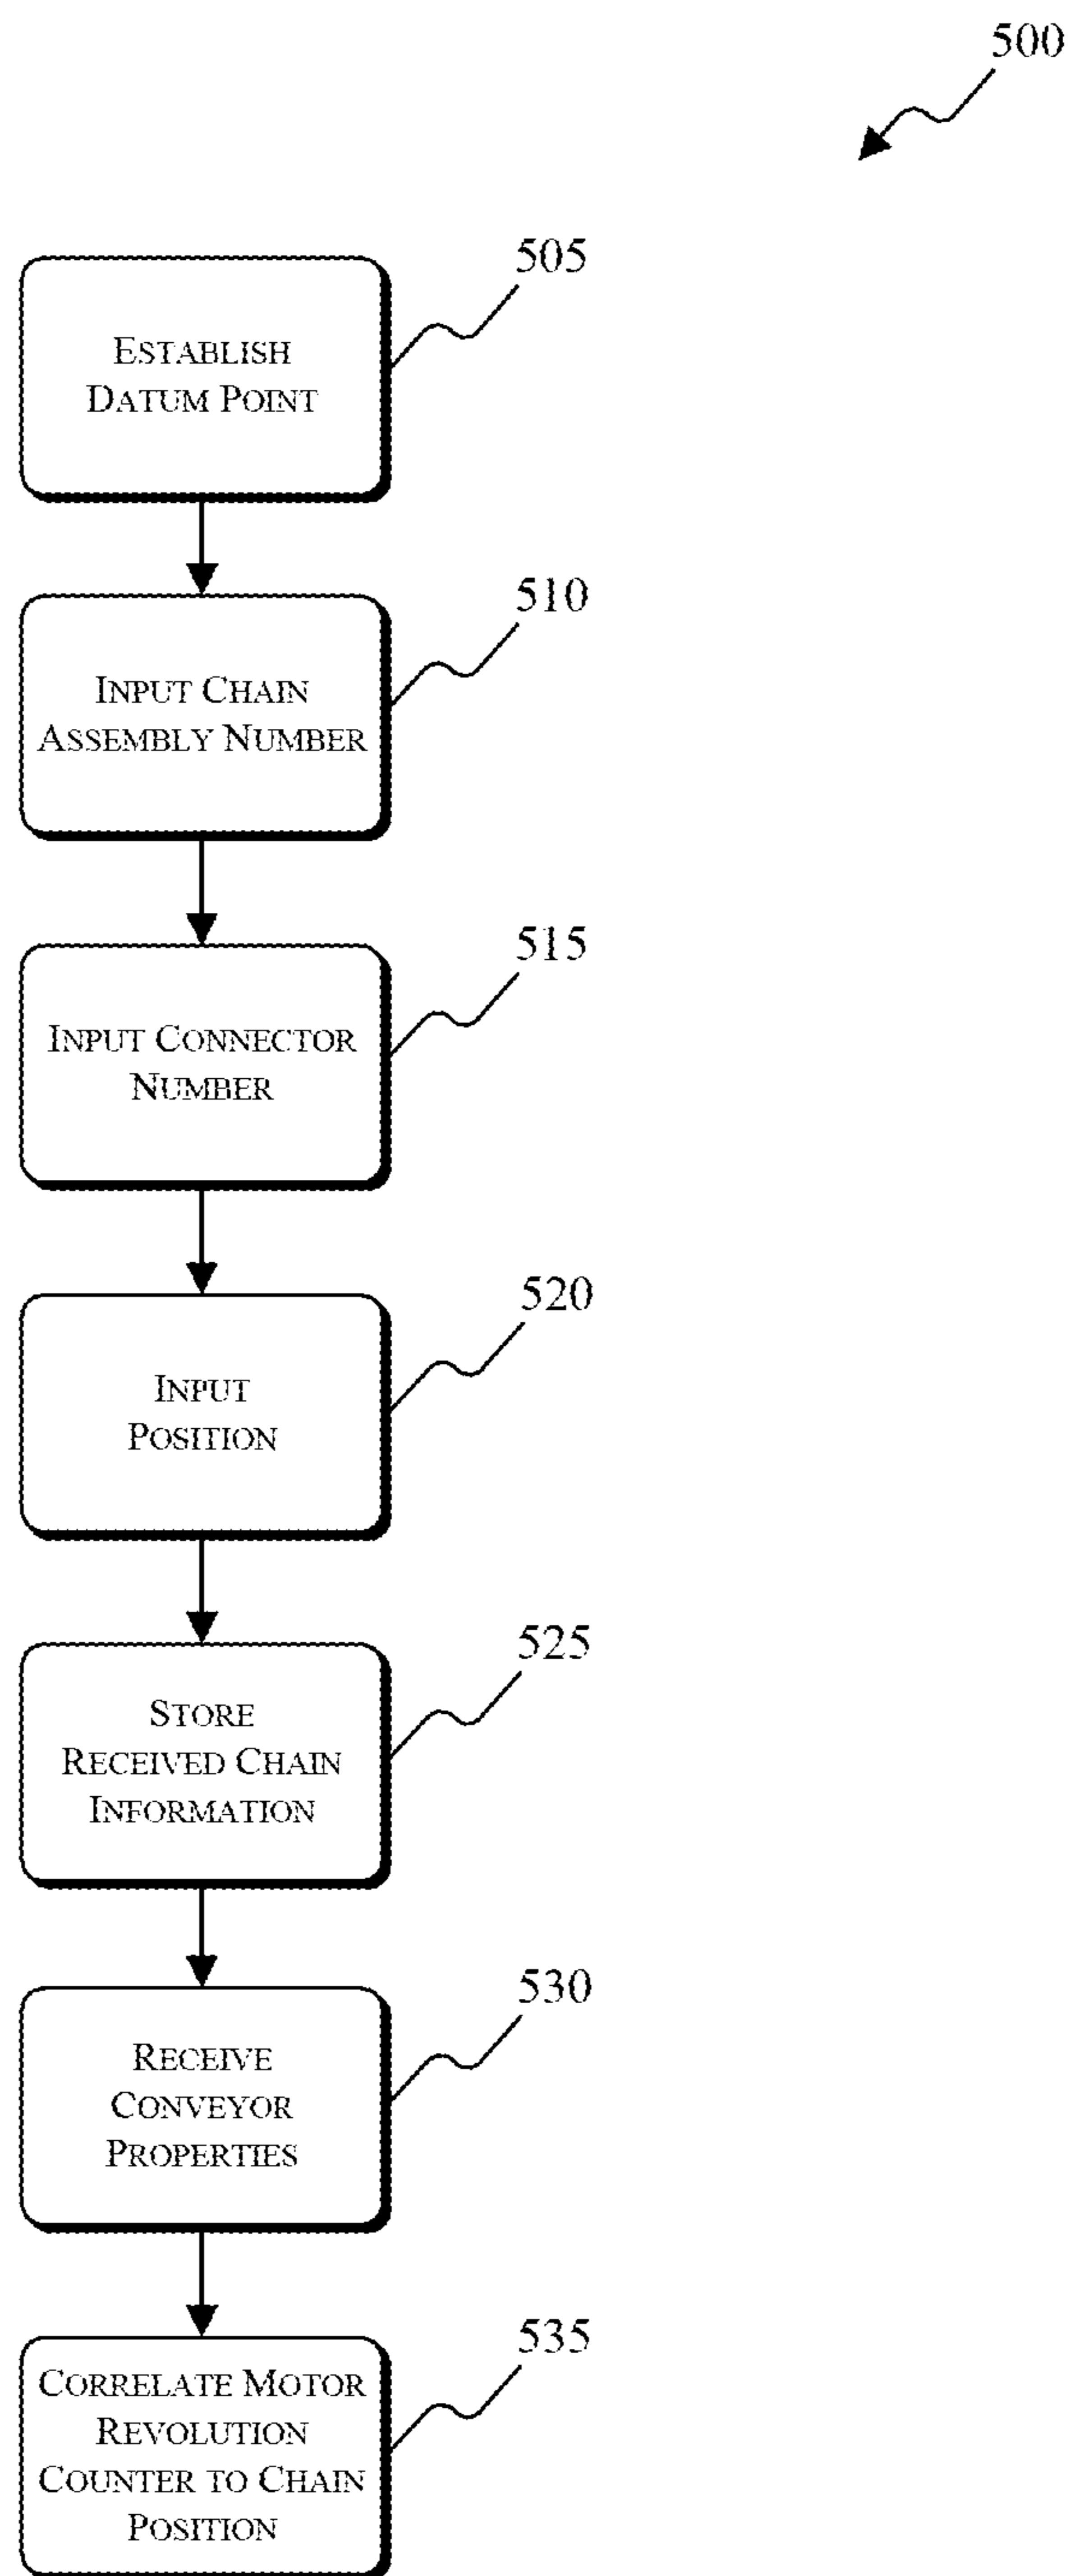 500
505
ESTABLISH
DATUM POINT
510
INPUT CHAIN
ASSEMBLY NUMBER
515
INPUT CONNECTOR
NUMBER
520
INPUT
POSITION
525
STORE
RECEIVED CHAIN
INFORMATION
530
RECEIVE
CONVEYOR
PROPERTIES
535
CORRELATE MOTOR
REVOLUTION
COUNTER TO CHAIN
POSITION